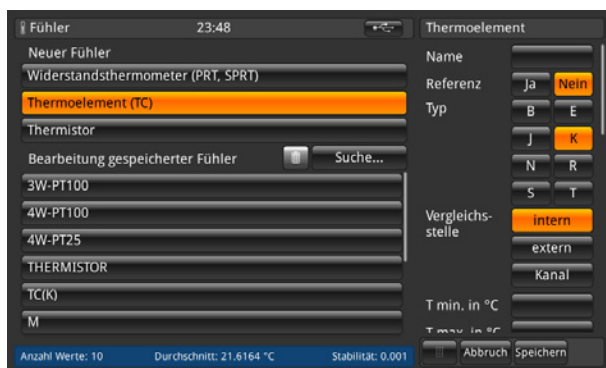 Fühler 23:48
Neuer Fühler
Widerstandsthermometer (PRT, SPRT)
Thermoelement (TC)
Thermistor
Bearbeitung gespeicherter Fühler Suche...
3W-PT100
4W-PT100
4W-PT25
THERMISTOR
TC(K)
M
Anzahl Werte: 10 Durchschnitt: 21.6164 °C Stabilität: 0.001
Thermoelement
Name
Referenz Ja Nein
Typ B E
J K
N R
S T
Vergleichs-
stelle
intern
extern
Kanal
T min. in °C
T max. in °C
Abbruch Speichern